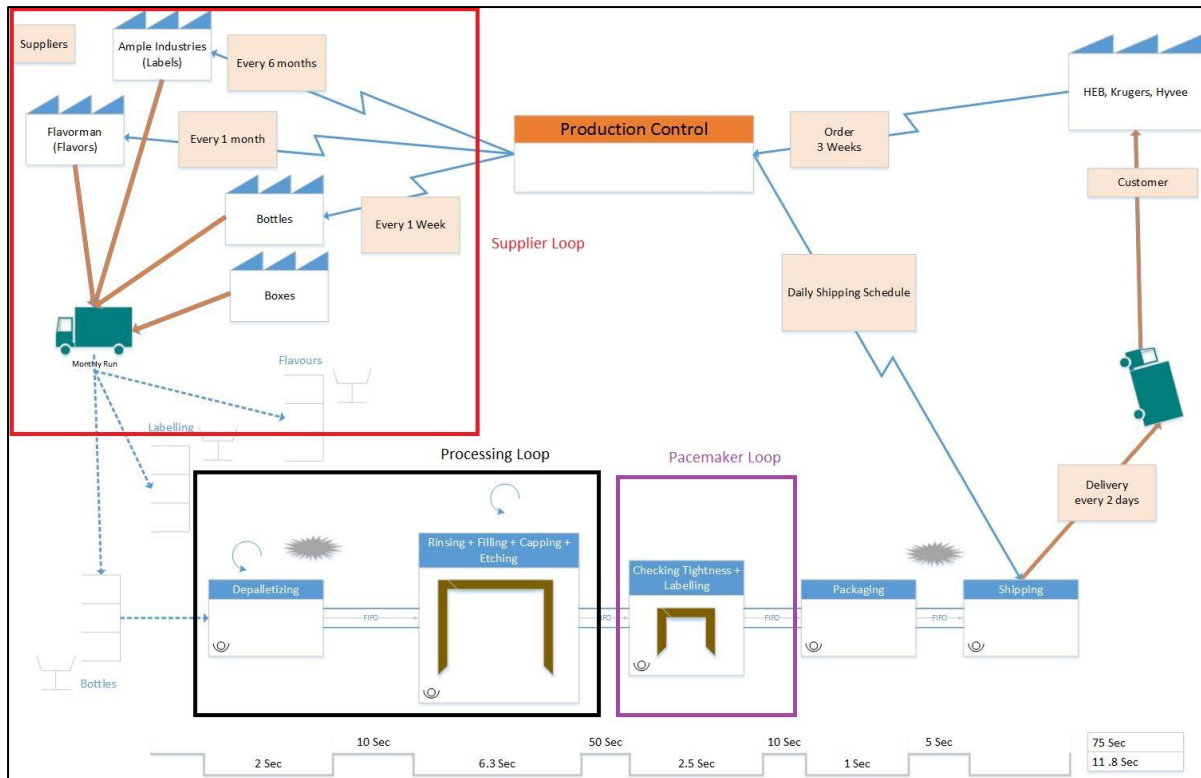 Suppliers
Ample Industries
(Labels)
Every 6 months
Flavorman
(Flavors)
Every 1 month
Bottles
Every 1 Week
Boxes
Supplier Loop
Monthly Run
Production Control
Order
3 Weeks
HEB, Krugers, Hyvee
Customer
Daily Shipping Schedule
Delivery
every 2 days
Flavours
Labelling
Bottles
Processing Loop
Pacemaker Loop
Depalletizing
FIFO
Rinsing + Filling + Capping +
Etching
FIFO
Checking Tightness +
Labelling
FIFO
Packaging
FIFO
Shipping
10 Sec
50 Sec
10 Sec
5 Sec
75 Sec
2 Sec
6.3 Sec
2.5 Sec
1 Sec
11 .8 Sec